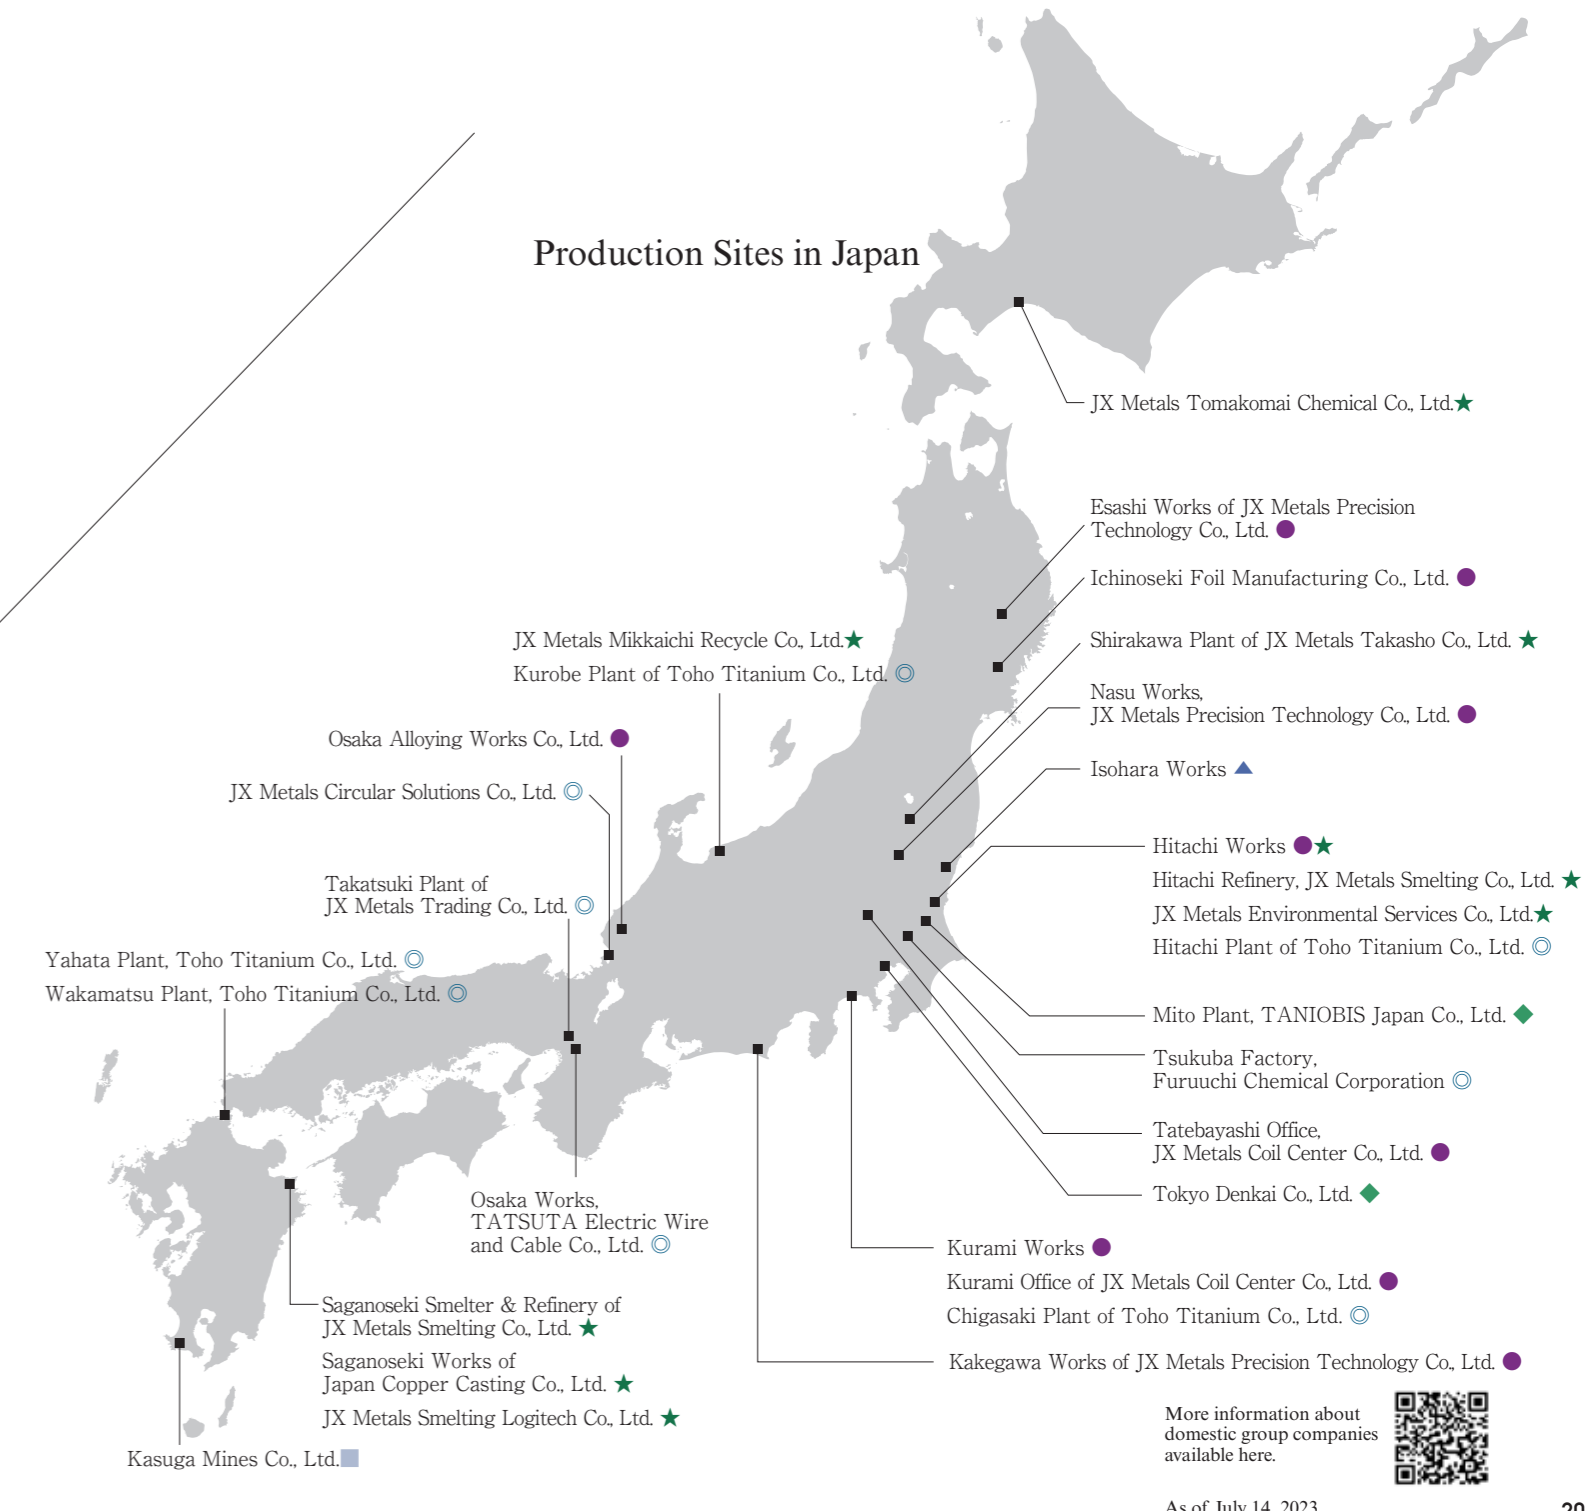 Production Sites in Japan
JX Metals Tomakomai Chemical Co., Ltd.
Esashi Works of JX Metals Precision
Technology Co., Ltd.
Ichinoseki Foil Manufacturing Co., Ltd.
JX Metals Mikkaichi Recycle Co., Ltd.
Shirakawa Plant of JX Metals Takasho Co., Ltd.
Kurobe Plant of Toho Titanium Co., Ltd.
Nasu Works,
JX Metals Precision Technology Co., Ltd.
Osaka Alloying Works Co., Ltd.
Isohara Works
JX Metals Circular Solutions Co., Ltd.
Hitachi Works
Hitachi Refinery, JX Metals Smelting Co., Ltd.
JX Metals Environmental Services Co., Ltd.
Hitachi Plant of Toho Titanium Co., Ltd.
Takatsuki Plant of
JX Metals Trading Co., Ltd.
Yahata Plant, Toho Titanium Co., Ltd.
Wakamatsu Plant, Toho Titanium Co., Ltd.
Mito Plant, TANIOBIS Japan Co., Ltd.
Tsukuba Factory,
Furuuchi Chemical Corporation
Tatebayashi Office,
JX Metals Coil Center Co., Ltd.
Tokyo Denkai Co., Ltd.
Osaka Works,
TATSUTA Electric Wire
and Cable Co., Ltd.
Kurami Works
Kurami Office of JX Metals Coil Center Co., Ltd.
Chigasaki Plant of Toho Titanium Co., Ltd.
Kakegawa Works of JX Metals Precision Technology Co., Ltd.
Saganoseki Smelter & Refinery of
JX Metals Smelting Co., Ltd.
Saganoseki Works of
Japan Copper Casting Co., Ltd.
JX Metals Smelting Logitech Co., Ltd.
Kasuga Mines Co., Ltd.
More information about
domestic group companies
available here.
As of July 14, 2023